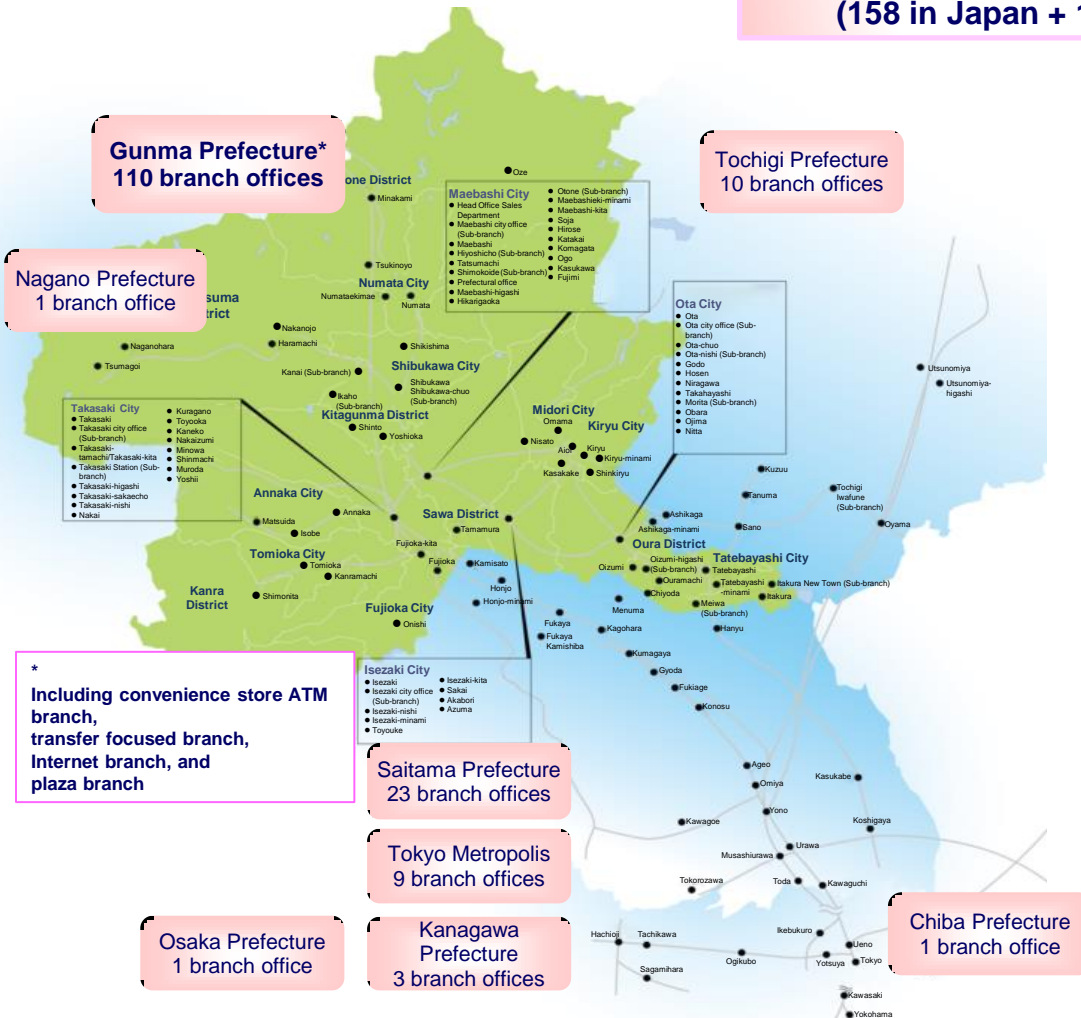 (158 in Japan + 1
Gunma Prefecture*
110 branch offices
Tochigi Prefecture
10 branch offices
Nagano Prefecture
1 branch office
one District
Minakami
Oze
Tsukinoyo
Numata City
Numataekimae
Numata
suma
trict
Nakanojo
Haramachi
Naganohara
Tsumagoi
Shikishima
Shibukawa City
Kanai (Sub-branch)
Shibukawa
Shibukawa-chuo
(Sub-branch)
Ikaho
(Sub-branch)
Kitagunma District
Shinto
Yoshioka
Maebashi City
Head Office Sales
Department
Maebashi city office
(Sub-branch)
Maebashi
Hiyoshicho (Sub-branch)
Tatsumachi
Shimokoide(Sub-branch)
Prefectural office
Maebashi-higashi
Hikarigaoka
Otone (Sub-branch)
Maebashieki-minami
Maebashi-kita
Soja
Hirose
Katakai
Komagata
Ogo
Kasukawa
Fujimi
Ota City
Ota
Ota city office (Sub-
branch)
Ota-chuo
Ota-nishi (Sub-branch)
Godo
Hosen
Niragawa
Takahayashi
Morita (Sub-branch)
Obara
Ojima
Nitta
Utsunomiya
Utsunomiya-
higashi
Takasaki City
Takasaki
Takasaki city office
(Sub-branch)
Takasaki-
tamachi/Takasaki-kita
Takasaki Station (Sub-
branch)
Takasaki-higashi
Takasaki-sakaecho
Takasaki-nishi
Nakai
Kuragano
Toyooka
Kaneko
Nakaizumi
Minowa
Shinmachi
Muroda
Yoshii
Midori City
Omama
Kiryu City
Nisato
Aioi
Kiryu
Kiryu-minami
Kasakake
Shinkiryu
Kuzuu
Tanuma
Tochigi
Iwafune
(Sub-branch)
Oyama
Sano
Ashikaga
Ashikaga-minami
Annaka City
Annaka
Matsuida
Isobe
Sawa District
Tamamura
Tomioka City
Tomioka
Kanramachi
Fujioka-kita
Fujioka
Kamisato
Honjo
Honjo-minami
Kanra
District
Shimonita
Fujioka City
Onishi
Oura District
Oizumi
Oizumi-higashi
(Sub-branch)
Ouramachi
Chiyoda
Tatebayashi City
Tatebayashi
Tatebayashi
-minami
Itakura New Town (Sub-branch)
Itakura
Meiwa
(Sub-branch)
Menuma
Hanyu
Fukaya
Fukaya
Kamishiba
Kagohara
Kumagaya
Gyoda
Fukiage
Konosu
*
Including convenience store ATM
branch,
transfer focused branch,
Internet branch, and
plaza branch
Isezaki City
Isezaki
Isezaki city office
(Sub-branch)
Isezaki-nishi
Isezaki-minami
Toyouke
Isezaki-kita
Sakai
Akabori
Azuma
Saitama Prefecture
23 branch offices
Ageo
Omiya
Kasukabe
Yono
Kawagoe
Koshigaya
Urawa
Musashiurawa
Tokorozawa
Toda
Kawaguchi
Tokyo Metropolis
9 branch offices
Osaka Prefecture
1 branch office
Kanagawa
Prefecture
3 branch offices
Chiba Prefecture
1 branch office
Hachioji
Tachikawa
Sagamihara
Ogikubo
Ikebukuro
Ueno
Yotsuya
Tokyo
Kawasaki
Yokohama